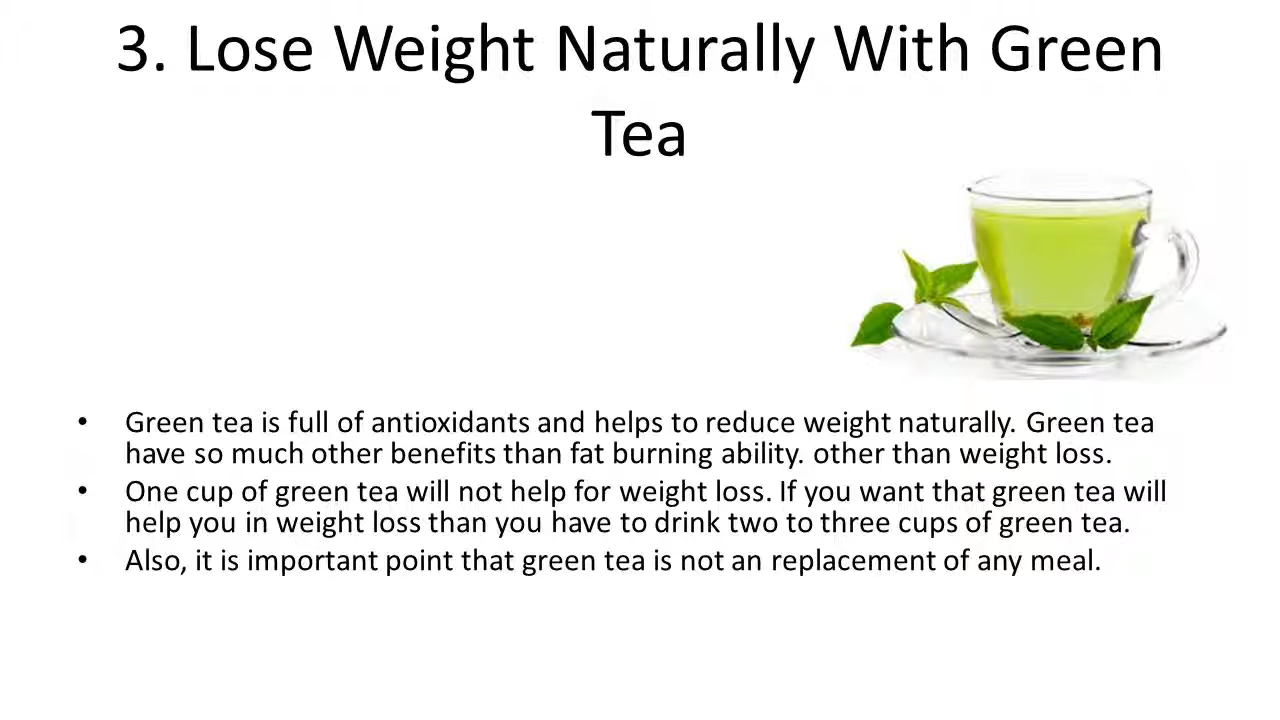 3. Lose Weight Naturally With Green
Tea
• Green tea is full of antioxidants and helps to reduce weight naturally. Green tea
have so much other benefits than fat burning ability. other than weight loss.
• One cup of green tea will not help for weight loss. If you want that green tea will
help you in weight loss than you have to drink two to three cups of green tea.
• Also, it is important point that green tea is not an replacement of any meal.